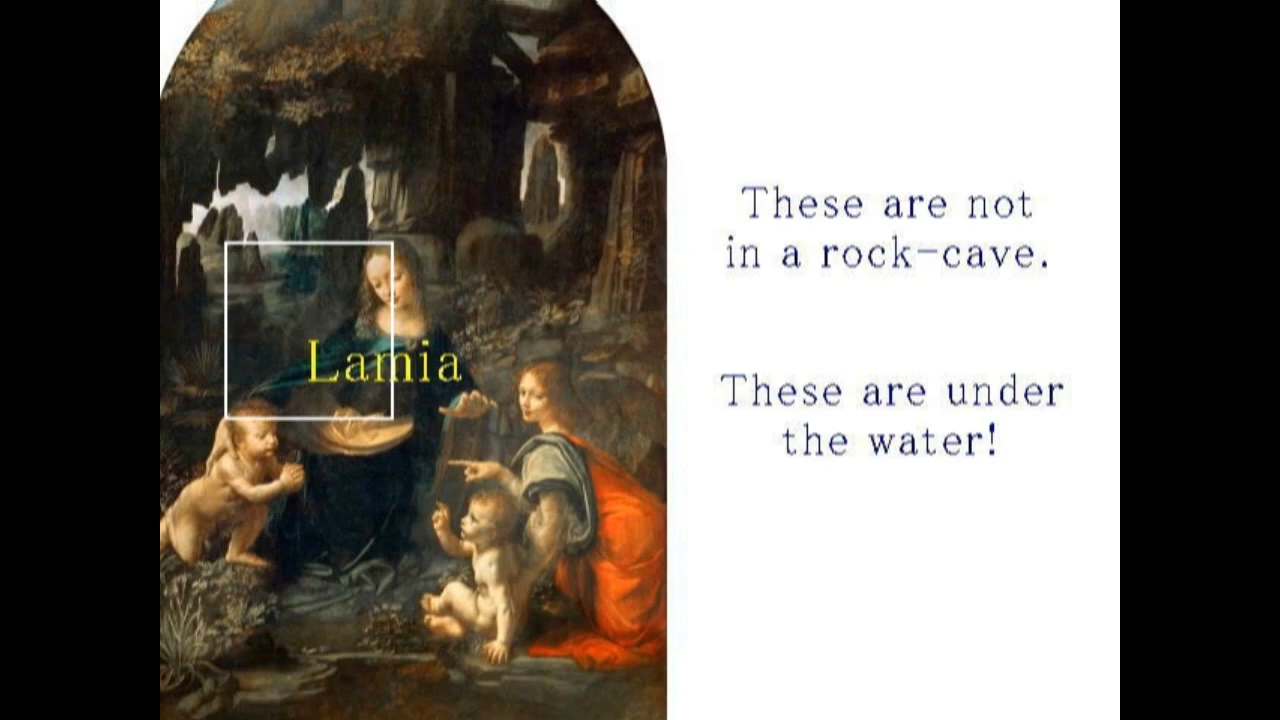 Lamia
These are not
in a rock-cave.
These are under
the water!